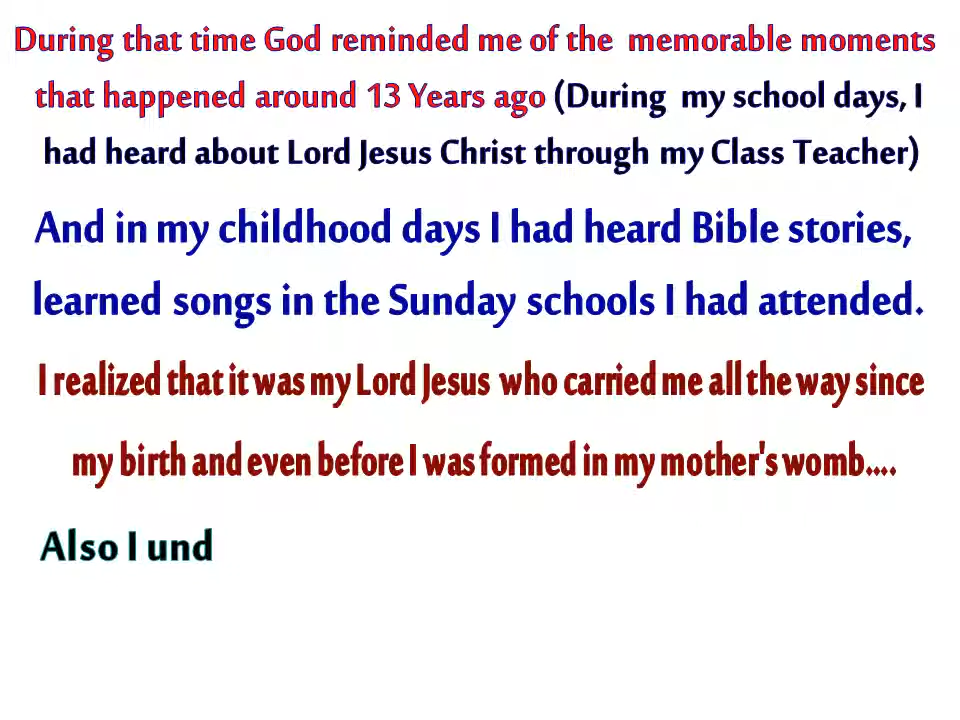 During that time God reminded me of the memorable moments
that happened around 13 Years ago (During my school days, I
had heard about Lord Jesus Christ through my Class Teacher)
And in my childhood days I had heard Bible stories,
learned songs in the Sunday schools I had attended.
I realized that it was my Lord Jesus who carried me all the way since
my birth and even before I was formed in my mother's womb....
Also I und